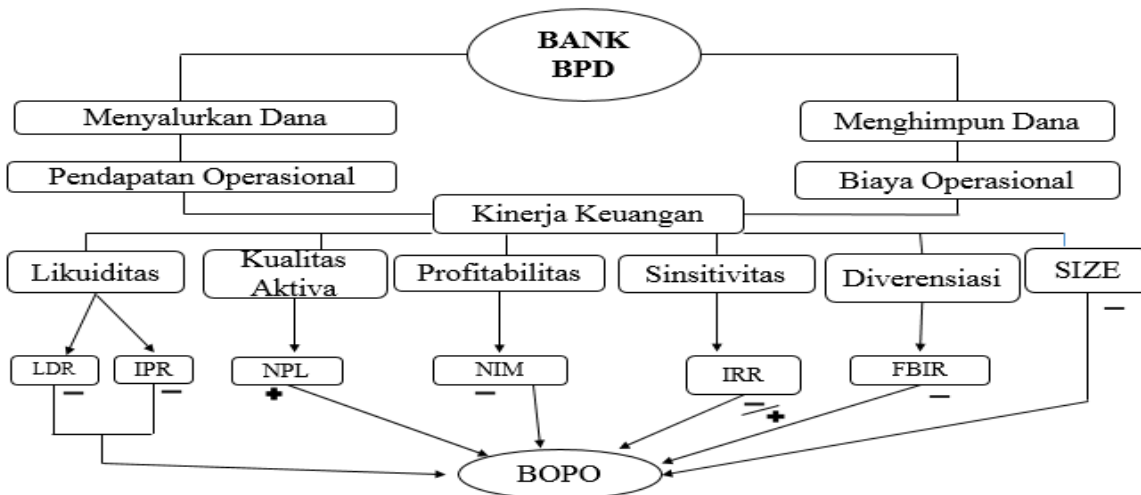 BANK
BPD
Menyalurkan Dana
Menghimpun Dana
Pendapatan Operasional
Biaya Operasional
Kinerja Keuangan
Likuiditas
Kualitas
Aktiva
Profitabilitas
Sinsitivitas
Diverensiasi
SIZE
–
LDR
–
IPR
–
NPL
+
NIM
–
IRR
–/+
FBIR
–
BOPO